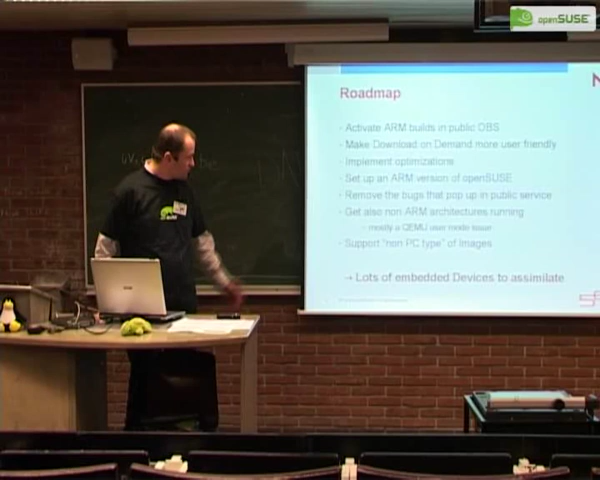 openSUSE
Roadmap
- Activate ARM builds in public OBS
- Make Download on Demand more user friendly
- Implement optimizations
- Set up an ARM version of openSUSE
- Remove the bugs that pop up in public service
- Get also non ARM architectures running
- mostly a QEMU user mode issue
- Support "non PC type" of Images
→ Lots of embedded Devices to assimilate